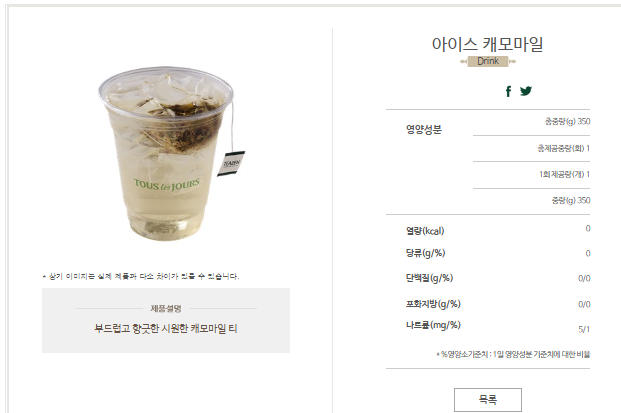 TEAZEN
TOUS les JOURS
* 상기 이미지는 실제 제품과 다소 차이가 있을 수 있습니다.
제품설명
부드럽고 향긋한 시원한 캐모마일 티
아이스 캐모마일
Drink
영양성분
총중량(g) 350
총제공중량(회) 1
1회 제공량(개) 1
중량(g) 350
열량(kcal) 0
당류(g/%) 0
단백질(g/%) 0/0
포화지방(g/%) 0/0
나트륨(mg/%) 5/1
* %영양소기준치 : 1일 영양성분 기준치에 대한 비율
목록